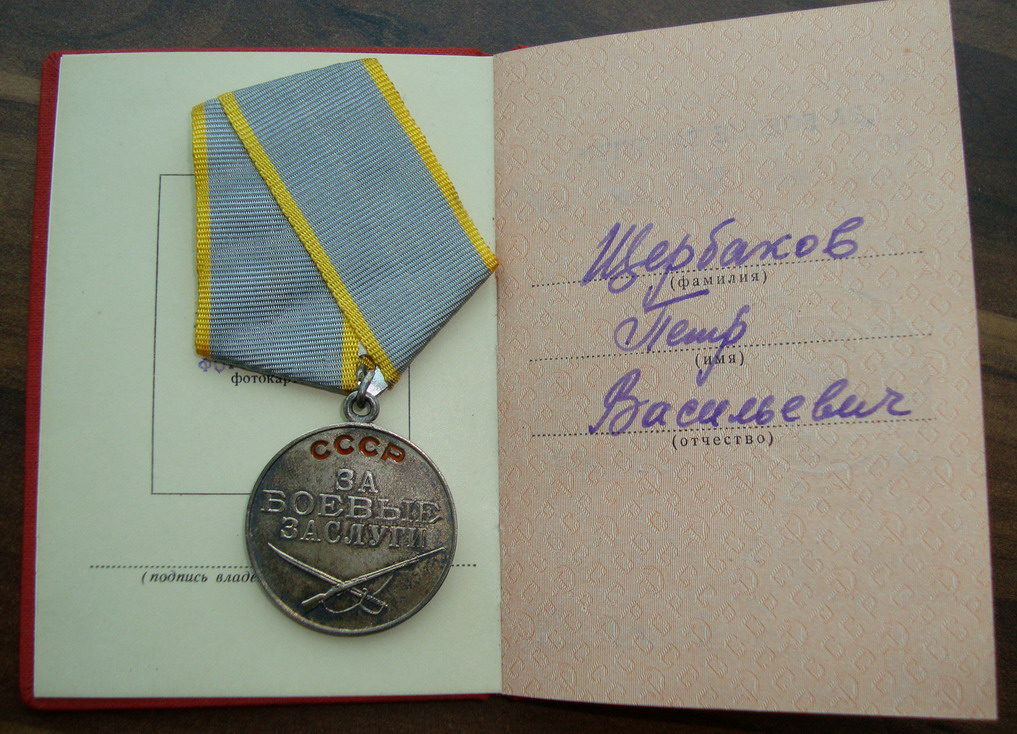 фотокар
СССР
ЗА
БОЕВЫЕ
ЗАСЛУГИ
(подпись владе
Щербаков
(фамилия)
Петр
(имя)
Васильевич
(отчество)